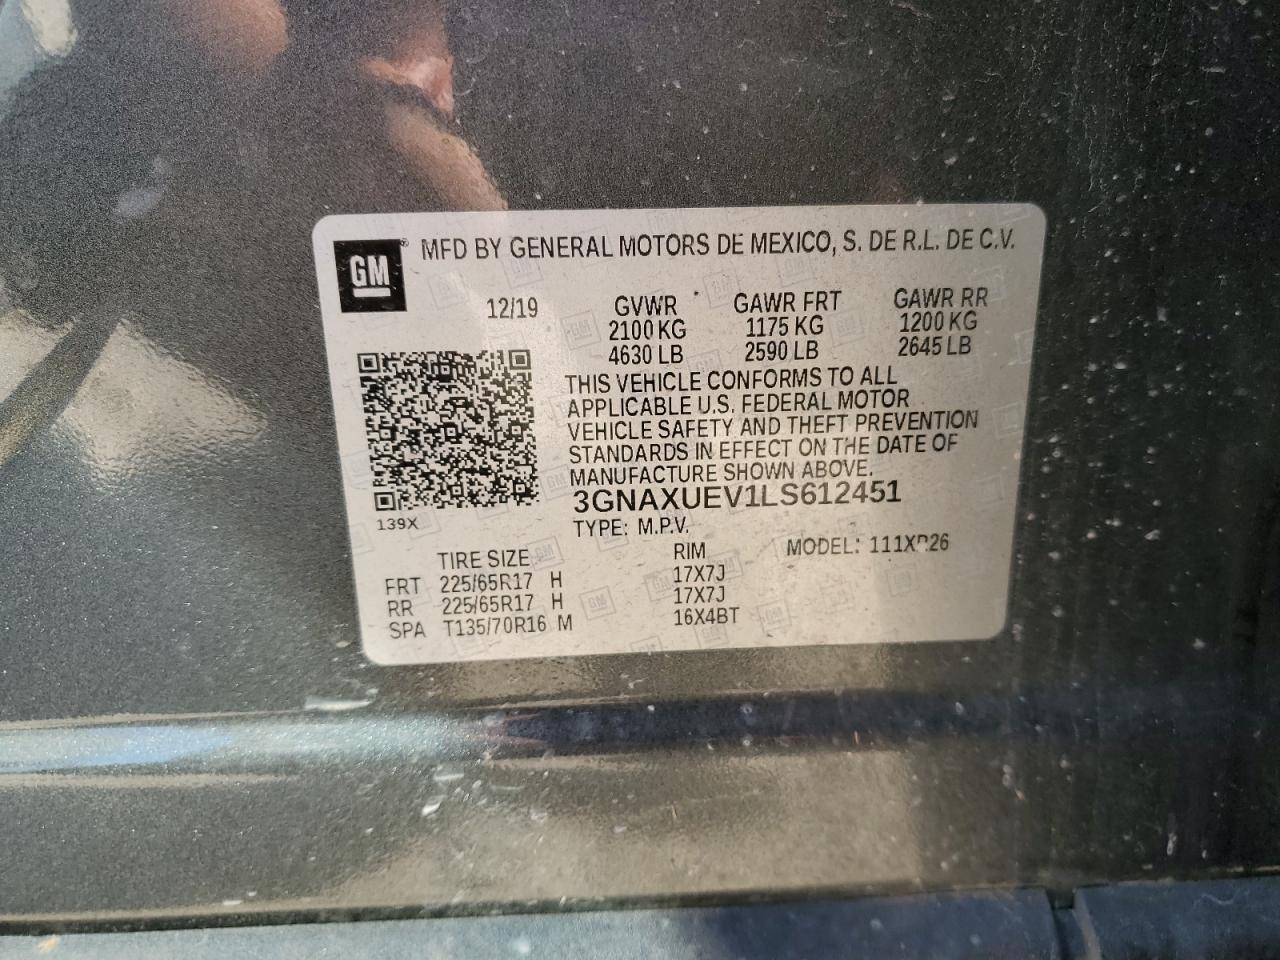 GM® MFD BY GENERAL MOTORS DE MEXICO, S. DE R.L. DE C.V.
12/19 GVWR GAWR FRT GAWR RR
2100 KG 1175 KG 1200 KG
4630 LB 2590 LB 2645 LB
THIS VEHICLE CONFORMS TO ALL
APPLICABLE U.S. FEDERAL MOTOR
VEHICLE SAFETY AND THEFT PREVENTION
STANDARDS IN EFFECT ON THE DATE OF
MANUFACTURE SHOWN ABOVE.
3GNAXUEV1LS612451
139X
TYPE: M.P.V.
TIRE SIZE RIM MODEL:
FRT 225/65R17 H 17X7J
RR 225/65R17 H 17X7J
SPA T135/70R16 M 16X4BT